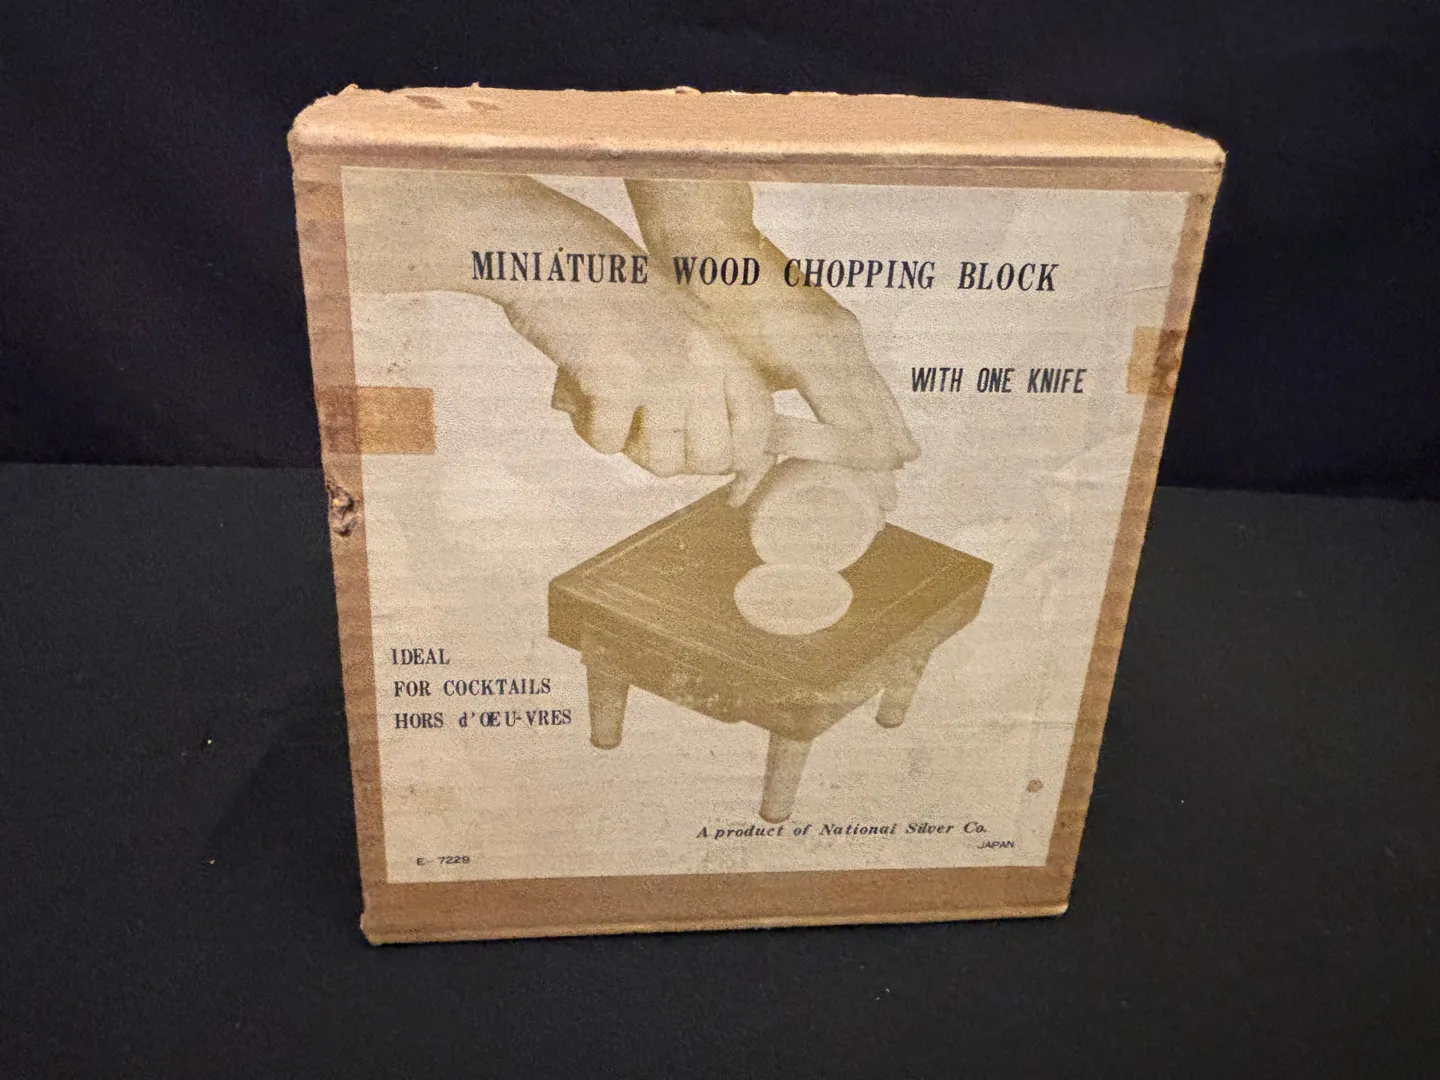 MINIATURE WOOD CHOPPING BLOCK
WITH ONE KNIFE
IDEAL
FOR COCKTAILS
HORS d'ŒU-VRES
A product of National Silver Co.
JAPAN
E-7229